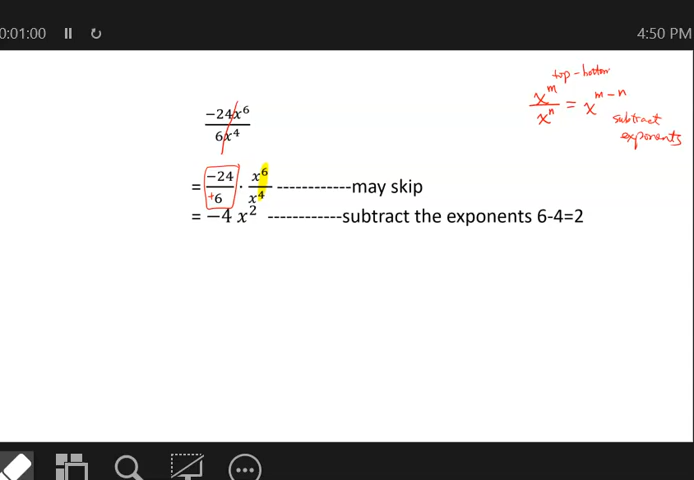 0:01:00
4:50 PM
top - bottom
x^m / x^n = x^(m-n)
subtract
exponents
−24x^6 / 6x^4
= −24 / +6 · x^6 / x^4 ------------may skip
= −4 x^2 ------------subtract the exponents 6-4=2